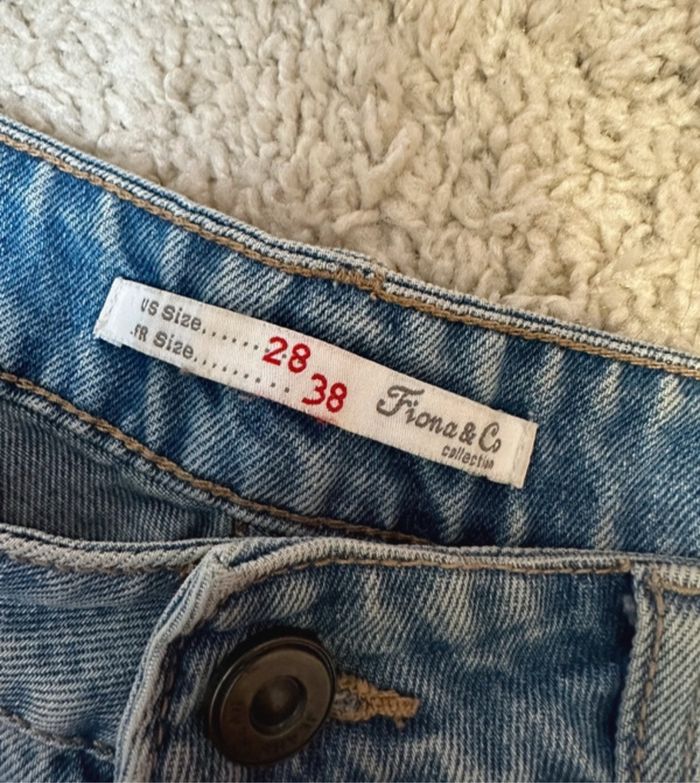 US Size......28
FR Size..........38
Fiona & Co
collection